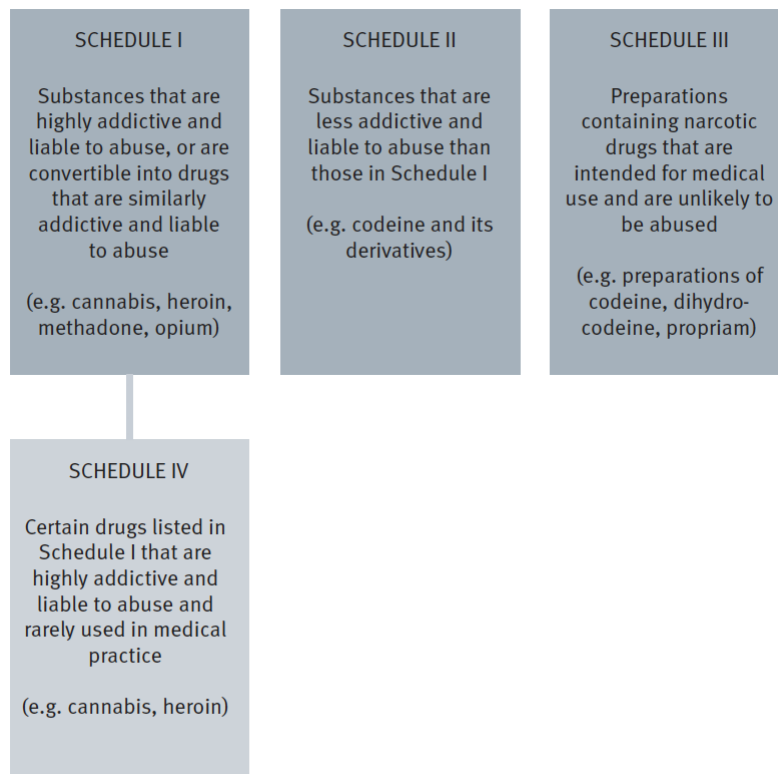 SCHEDULE I
Substances that are
highly addictive and
liable to abuse, or are
convertible into drugs
that are similarly
addictive and liable
to abuse
(e.g. cannabis, heroin,
methadone, opium)
SCHEDULE II
Substances that are
less addictive and
liable to abuse than
those in Schedule I
(e.g. codeine and its
derivatives)
SCHEDULE III
Preparations
containing narcotic
drugs that are
intended for medical
use and are unlikely to
be abused
(e.g. preparations of
codeine, dihydro-
codeine, propriam)
SCHEDULE IV
Certain drugs listed in
Schedule I that are
highly addictive and
liable to abuse and
rarely used in medical
practice
(e.g. cannabis, heroin)